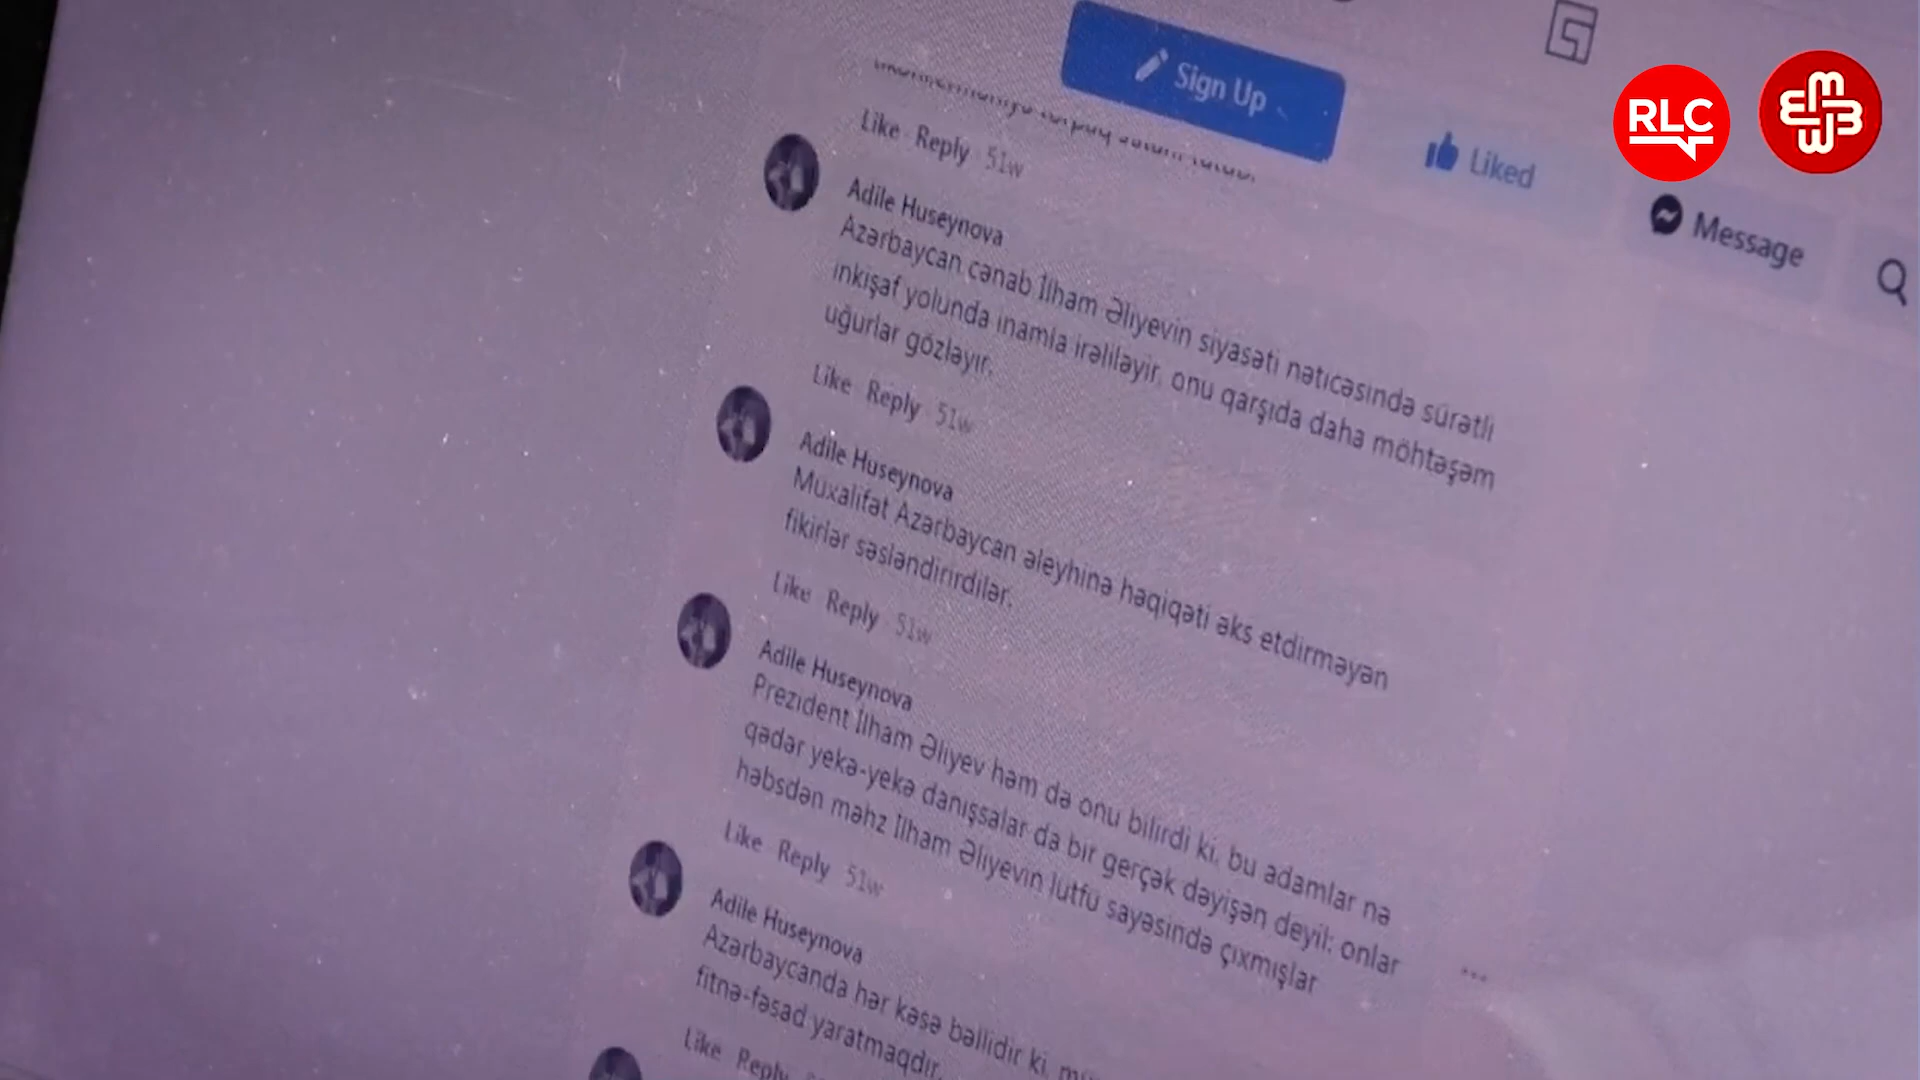 Sign Up
RLC
Liked
Message
Like Reply 51w
Adile Huseynova
Azərbaycan cənab İlham Əliyevin siyasəti nəticəsində sürətli
inkişaf yolunda inamla irəliləyir, onu qarşıda daha möhtəşəm
uğurlar gözləyir.
Like Reply 51w
Adile Huseynova
Müxalifət Azərbaycan əleyhinə həqiqəti əks etdirməyən
fikirlər səsləndirirdilər.
Like Reply 51w
Adile Huseynova
Prezident İlham Əliyev həm də onu bilirdi ki, bu adamlar nə
qədər yekə-yekə danışsalar da bir gerçək dəyişən deyil: onlar
həbsdən məhz İlham Əliyevin lütfü sayəsində çıxmışlar
Like Reply 51w
Adile Huseynova
Azərbaycanda hər kəsə bəllidir ki,
fitnə-fəsad yaratmaqdır.
Like Reply